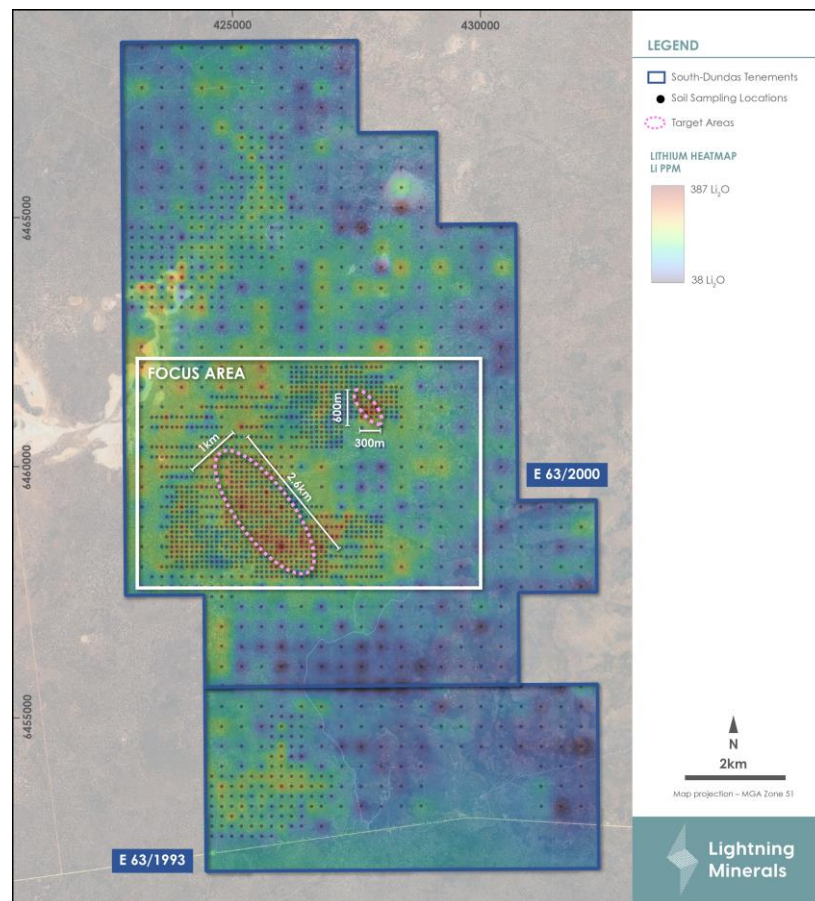 425000
430000
6465000
6460000
6455000
FOCUS AREA
600m
300m
1km
2.6km
E 63/2000
E 63/1993
LEGEND
South-Dundas Tenements
Soil Sampling Locations
Target Areas
LITHIUM HEATMAP
Li PPM
387 Li₂O
38 Li₂O
N
2km
Map projection – MGA Zone 51
Lightning
Minerals